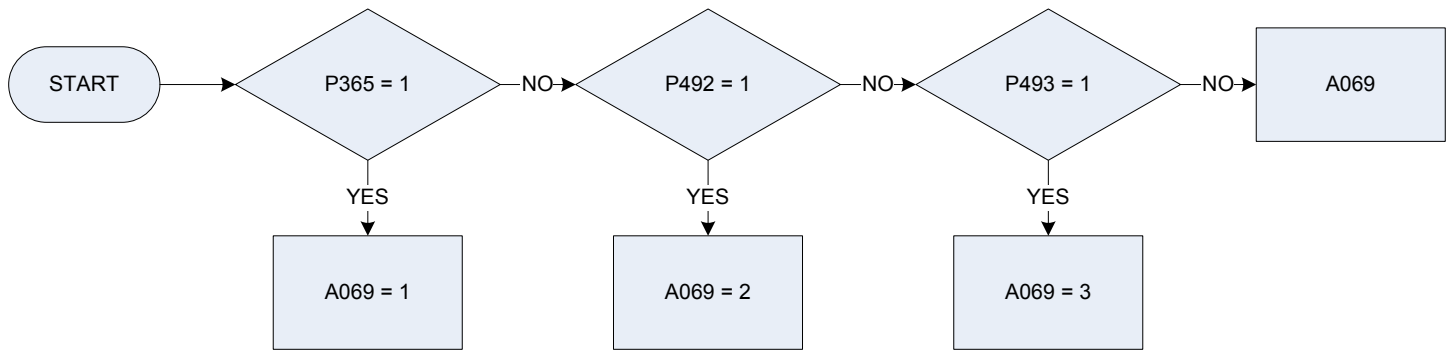 START
P365 = 1
NO
P492 = 1
NO
P493 = 1
NO
A069
YES
YES
YES
A069 = 1
A069 = 2
A069 = 3